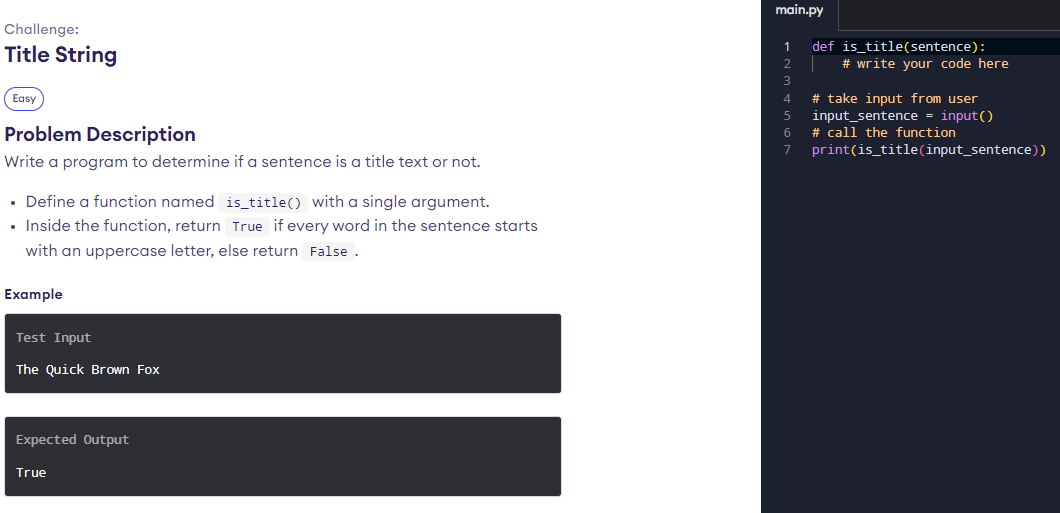 Challenge:
Title String
Easy
Problem Description
Write a program to determine if a sentence is a title text or not.
• Define a function named is_title() with a single argument.
• Inside the function, return True if every word in the sentence starts
with an uppercase letter, else return False.
Example
Test Input
The Quick Brown Fox
Expected Output
True
main.py
1 def is_title(sentence):
2     # write your code here
3
4 # take input from user
5 input_sentence = input()
6 # call the function
7 print(is_title(input_sentence))